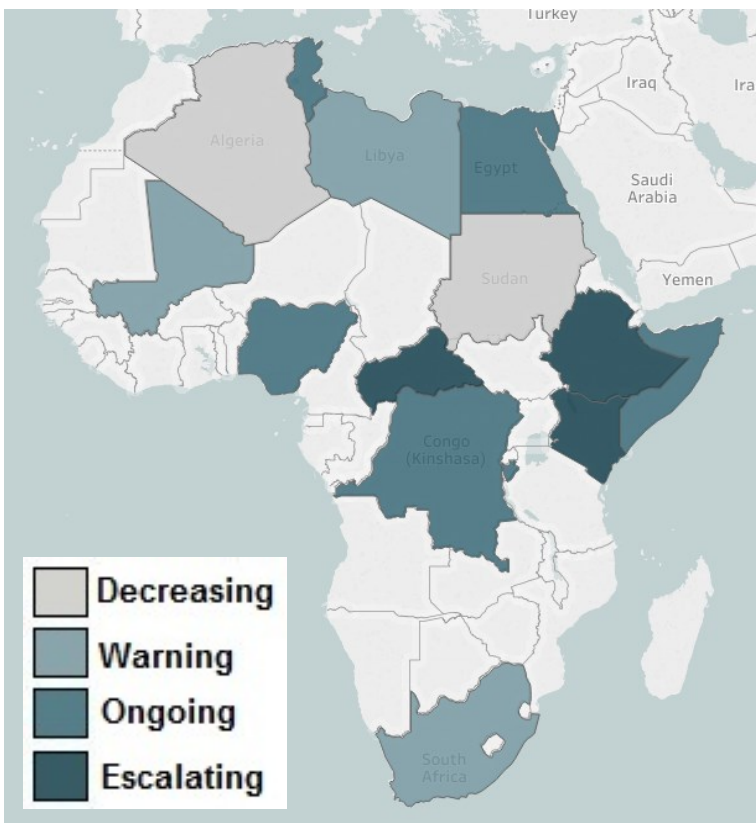 Turkey
Iraq
Ira
Algeria
Libya
Egypt
Saudi
Arabia
Sudan
Yemen
Congo
(Kinshasa)
South
Africa
Decreasing
Warning
Ongoing
Escalating